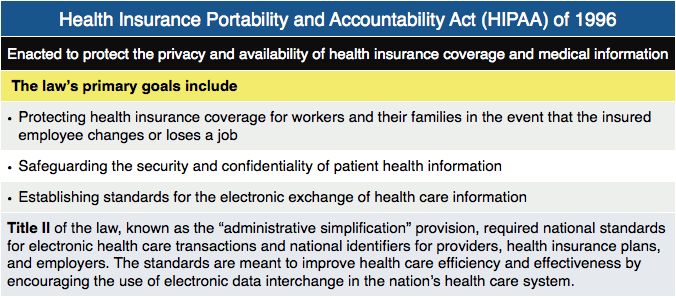 Health Insurance Portability and Accountability Act (HIPAA) of 1996
Enacted to protect the privacy and availability of health insurance coverage and medical information
The law's primary goals include
• Protecting health insurance coverage for workers and their families in the event that the insured
employee changes or loses a job
• Safeguarding the security and confidentiality of patient health information
• Establishing standards for the electronic exchange of health care information
Title II of the law, known as the “administrative simplification” provision, required national standards
for electronic health care transactions and national identifiers for providers, health insurance plans,
and employers. The standards are meant to improve health care efficiency and effectiveness by
encouraging the use of electronic data interchange in the nation's health care system.